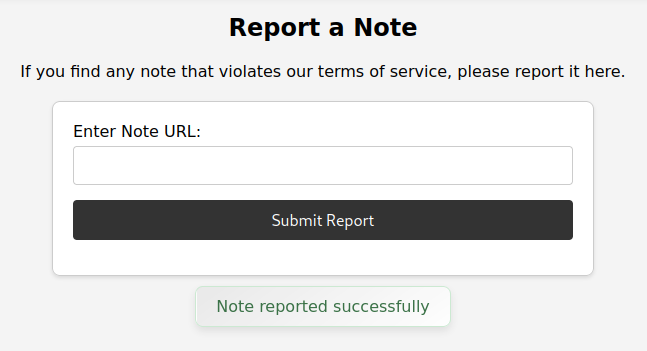 Report a Note
If you find any note that violates our terms of service, please report it here.
Enter Note URL:
Submit Report
Note reported successfully